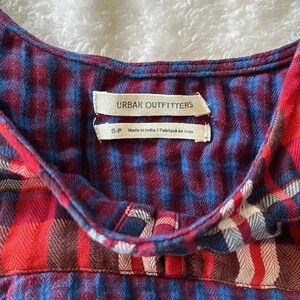 URBAN OUTFITTERS
S-P Made in India / Fabriqué en Inde